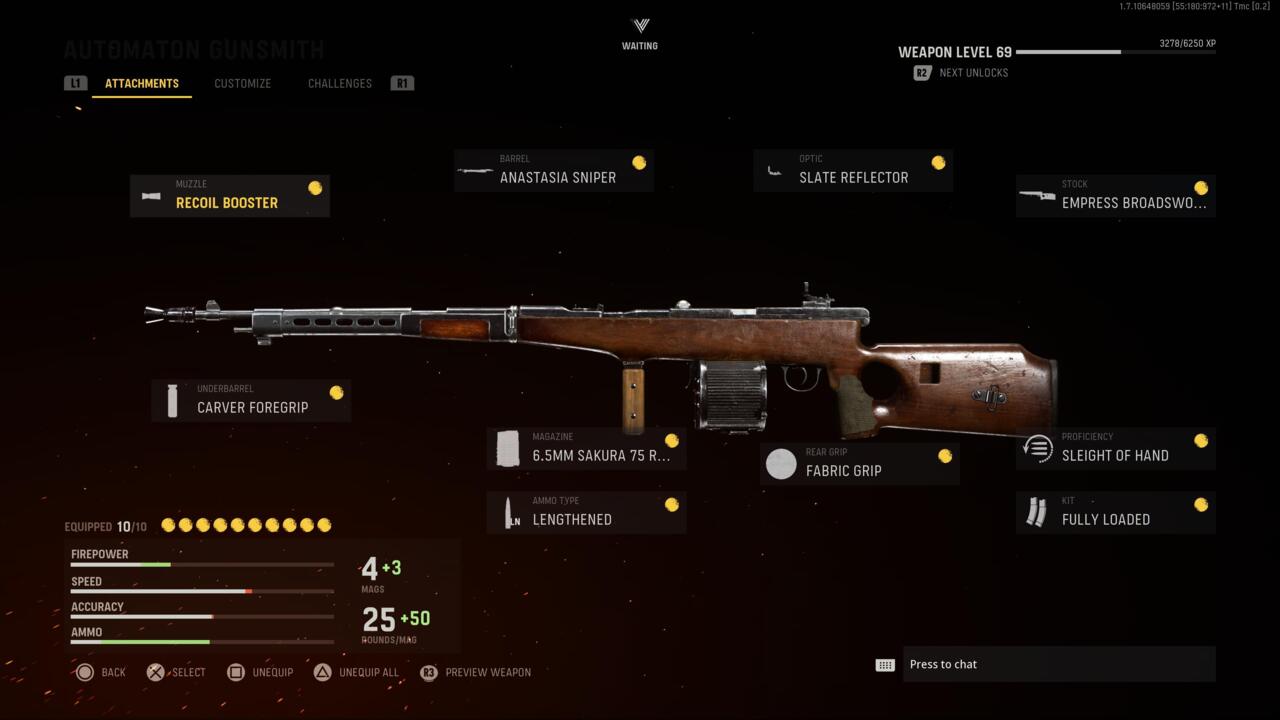 1.7.10648059 [55:180:972+11] Tmc [0.2]
WAITING
AUTOMATON GUNSMITH
WEAPON LEVEL 69
3278/6250 XP
R2 NEXT UNLOCKS
L1 ATTACHMENTS CUSTOMIZE CHALLENGES R1
MUZZLE
RECOIL BOOSTER
BARREL
ANASTASIA SNIPER
OPTIC
SLATE REFLECTOR
STOCK
EMPRESS BROADSWO...
UNDERBARREL
CARVER FOREGRIP
MAGAZINE
6.5MM SAKURA 75 R...
REAR GRIP
FABRIC GRIP
PROFICIENCY
SLEIGHT OF HAND
AMMO TYPE
LN
LENGTHENED
KIT
FULLY LOADED
EQUIPPED 10/10
FIREPOWER
SPEED
ACCURACY
AMMO
4 +3
MAGS
25 +50
ROUNDS/MAG
BACK SELECT UNEQUIP UNEQUIP ALL R3 PREVIEW WEAPON
Press to chat